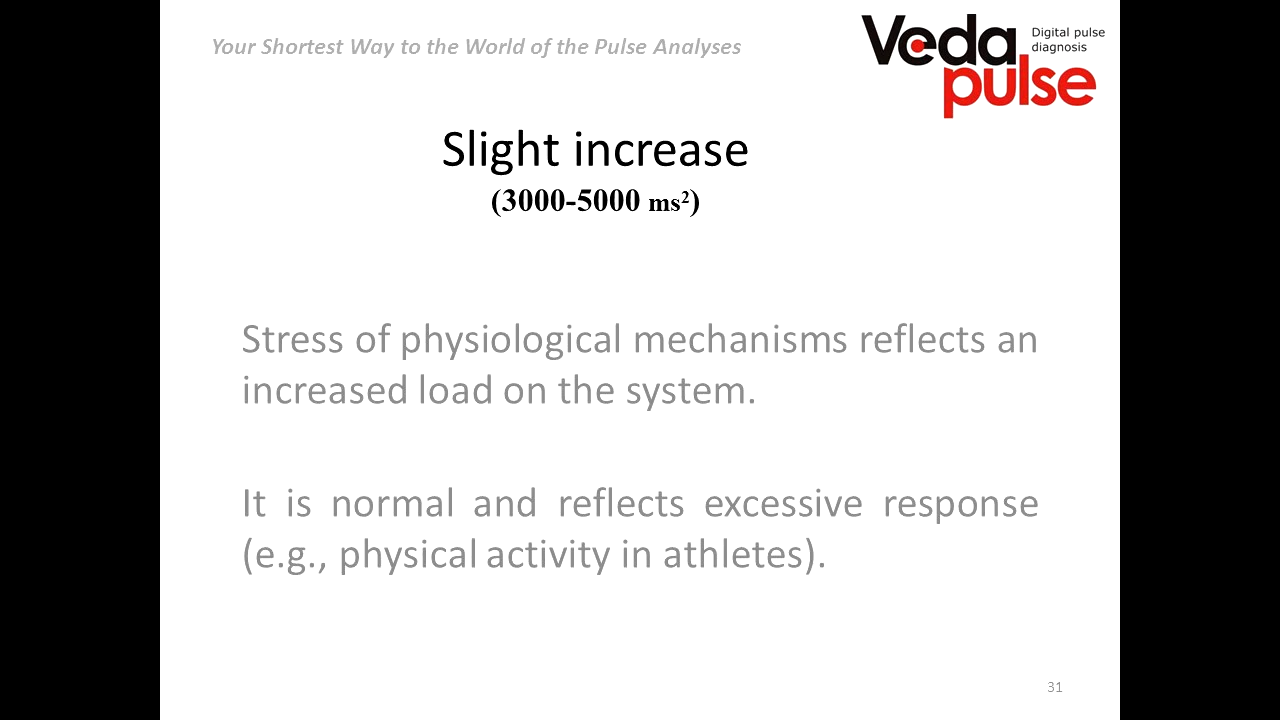 Your Shortest Way to the World of the Pulse Analyses
Veda
pulse
Digital pulse
diagnosis
Slight increase
(3000-5000 ms²)
Stress of physiological mechanisms reflects an
increased load on the system.
It is normal and reflects excessive response
(e.g., physical activity in athletes).
31